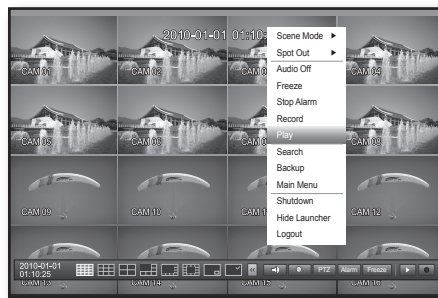 2010-01-01 01:10:
Scene Mode
Spot Out
Audio Off
Freeze
Stop Alarm
Record
Play
Search
Backup
Main Menu
Shutdown
Hide Launcher
Logout
CAM 01
CAM 02
CAM 04
CAM 05
CAM 06
CAM 08
CAM 09
CAM 10
CAM 12
2010-01-01
01:10:25
PTZ
Alarm
Freeze
CAM 13
CAM 14
CAM 15
CAM 16